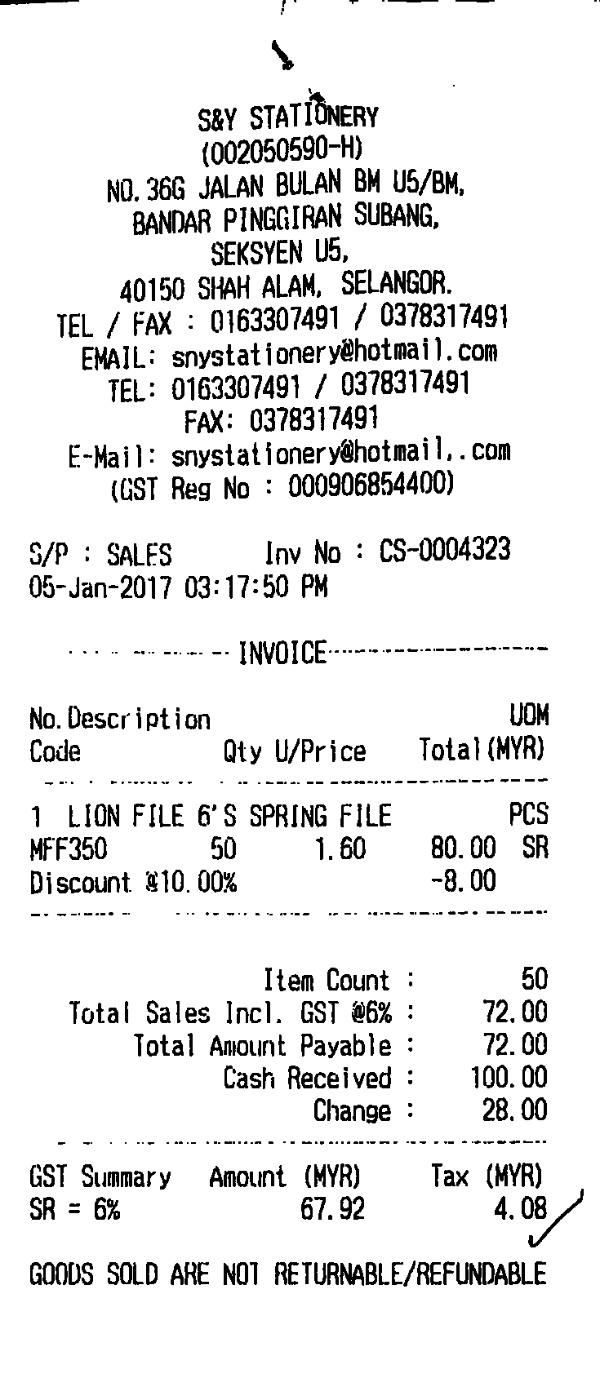 S&Y STATIONERY
(002050590-H)
NO. 36G JALAN BULAN BM U5/BM,
BANDAR PINGGIRAN SUBANG,
SEKSYEN U5,
40150 SHAH ALAM, SELANGOR.
TEL / FAX : 0163307491 / 0378317491
EMAIL: snystationery@hotmail.com
TEL: 0163307491 / 0378317491
FAX: 0378317491
E-Mail: snystationery@hotmail,.com
(GST Reg No : 000906854400)
S/P : SALES Inv No : CS-0004323
05-Jan-2017 03:17:50 PM
INVOICE
No. Description UOM
Code Qty U/Price Total (MYR)
1 LION FILE 6'S SPRING FILE PCS
MFF350 50 1.60 80.00 SR
Discount @10.00% -8.00
Item Count : 50
Total Sales Incl. GST @6% : 72.00
Total Amount Payable : 72.00
Cash Received : 100.00
Change : 28.00
GST Summary Amount (MYR) Tax (MYR)
SR = 6% 67.92 4.08
GOODS SOLD ARE NOT RETURNABLE/REFUNDABLE